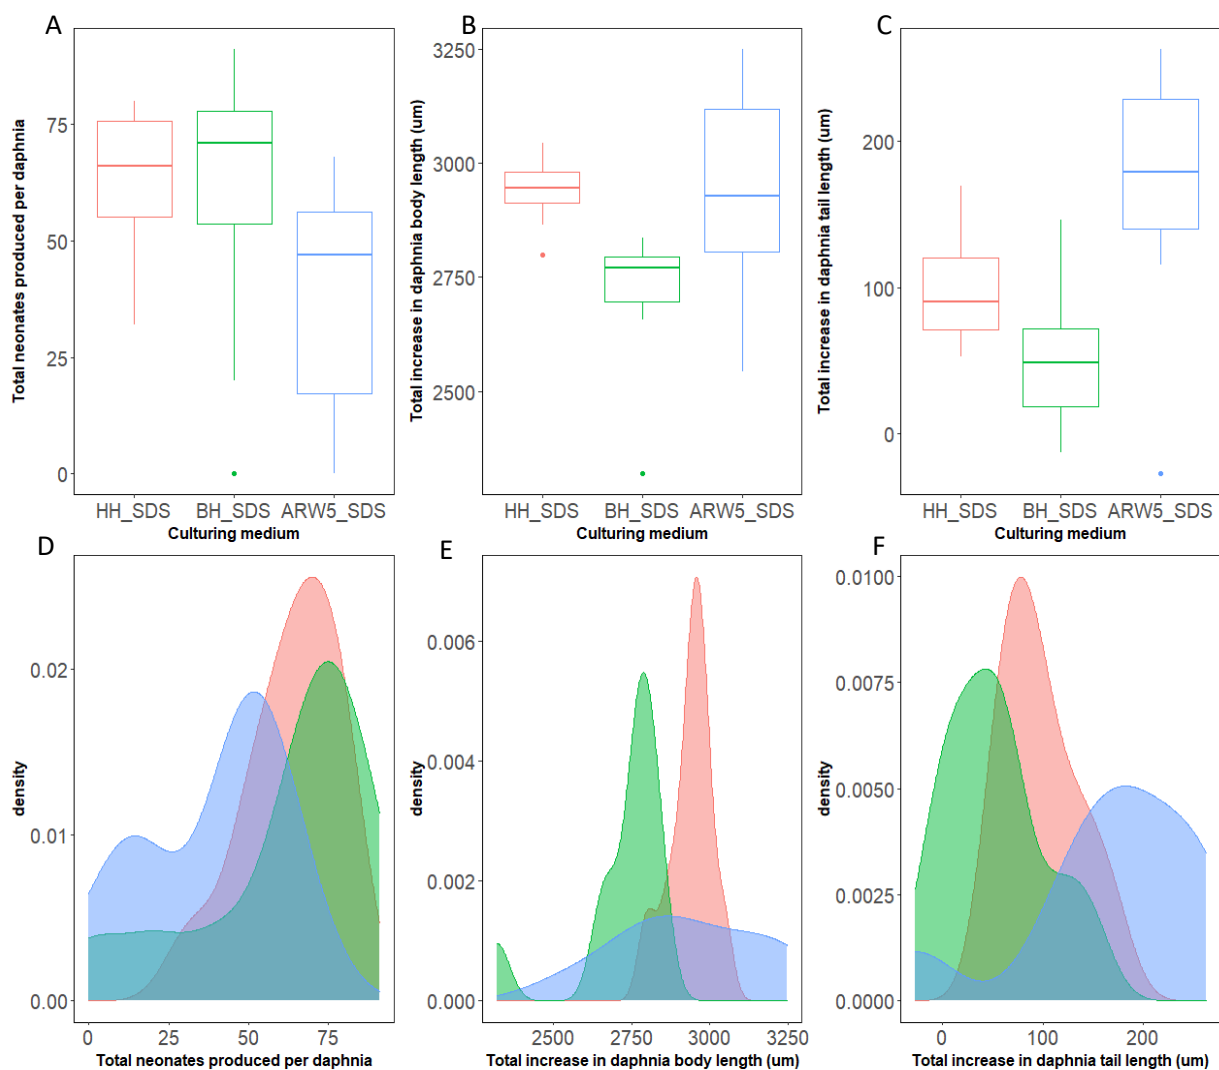 A
Total neonates produced per daphnia
75
50
25
0
HH_SDS BH_SDS ARW5_SDS
Culturing medium
B
Total increase in daphnia body length (um)
3250
3000
2750
2500
HH_SDS BH_SDS ARW5_SDS
Culturing medium
C
Total increase in daphnia tail length (um)
200
100
0
HH_SDS BH_SDS ARW5_SDS
Culturing medium
D
density
0.02
0.01
0.00
0 25 50 75
Total neonates produced per daphnia
E
density
0.006
0.004
0.002
0.000
2500 2750 3000 3250
Total increase in daphnia body length (um)
F
density
0.0100
0.0075
0.0050
0.0025
0.0000
0 100 200
Total increase in daphnia tail length (um)